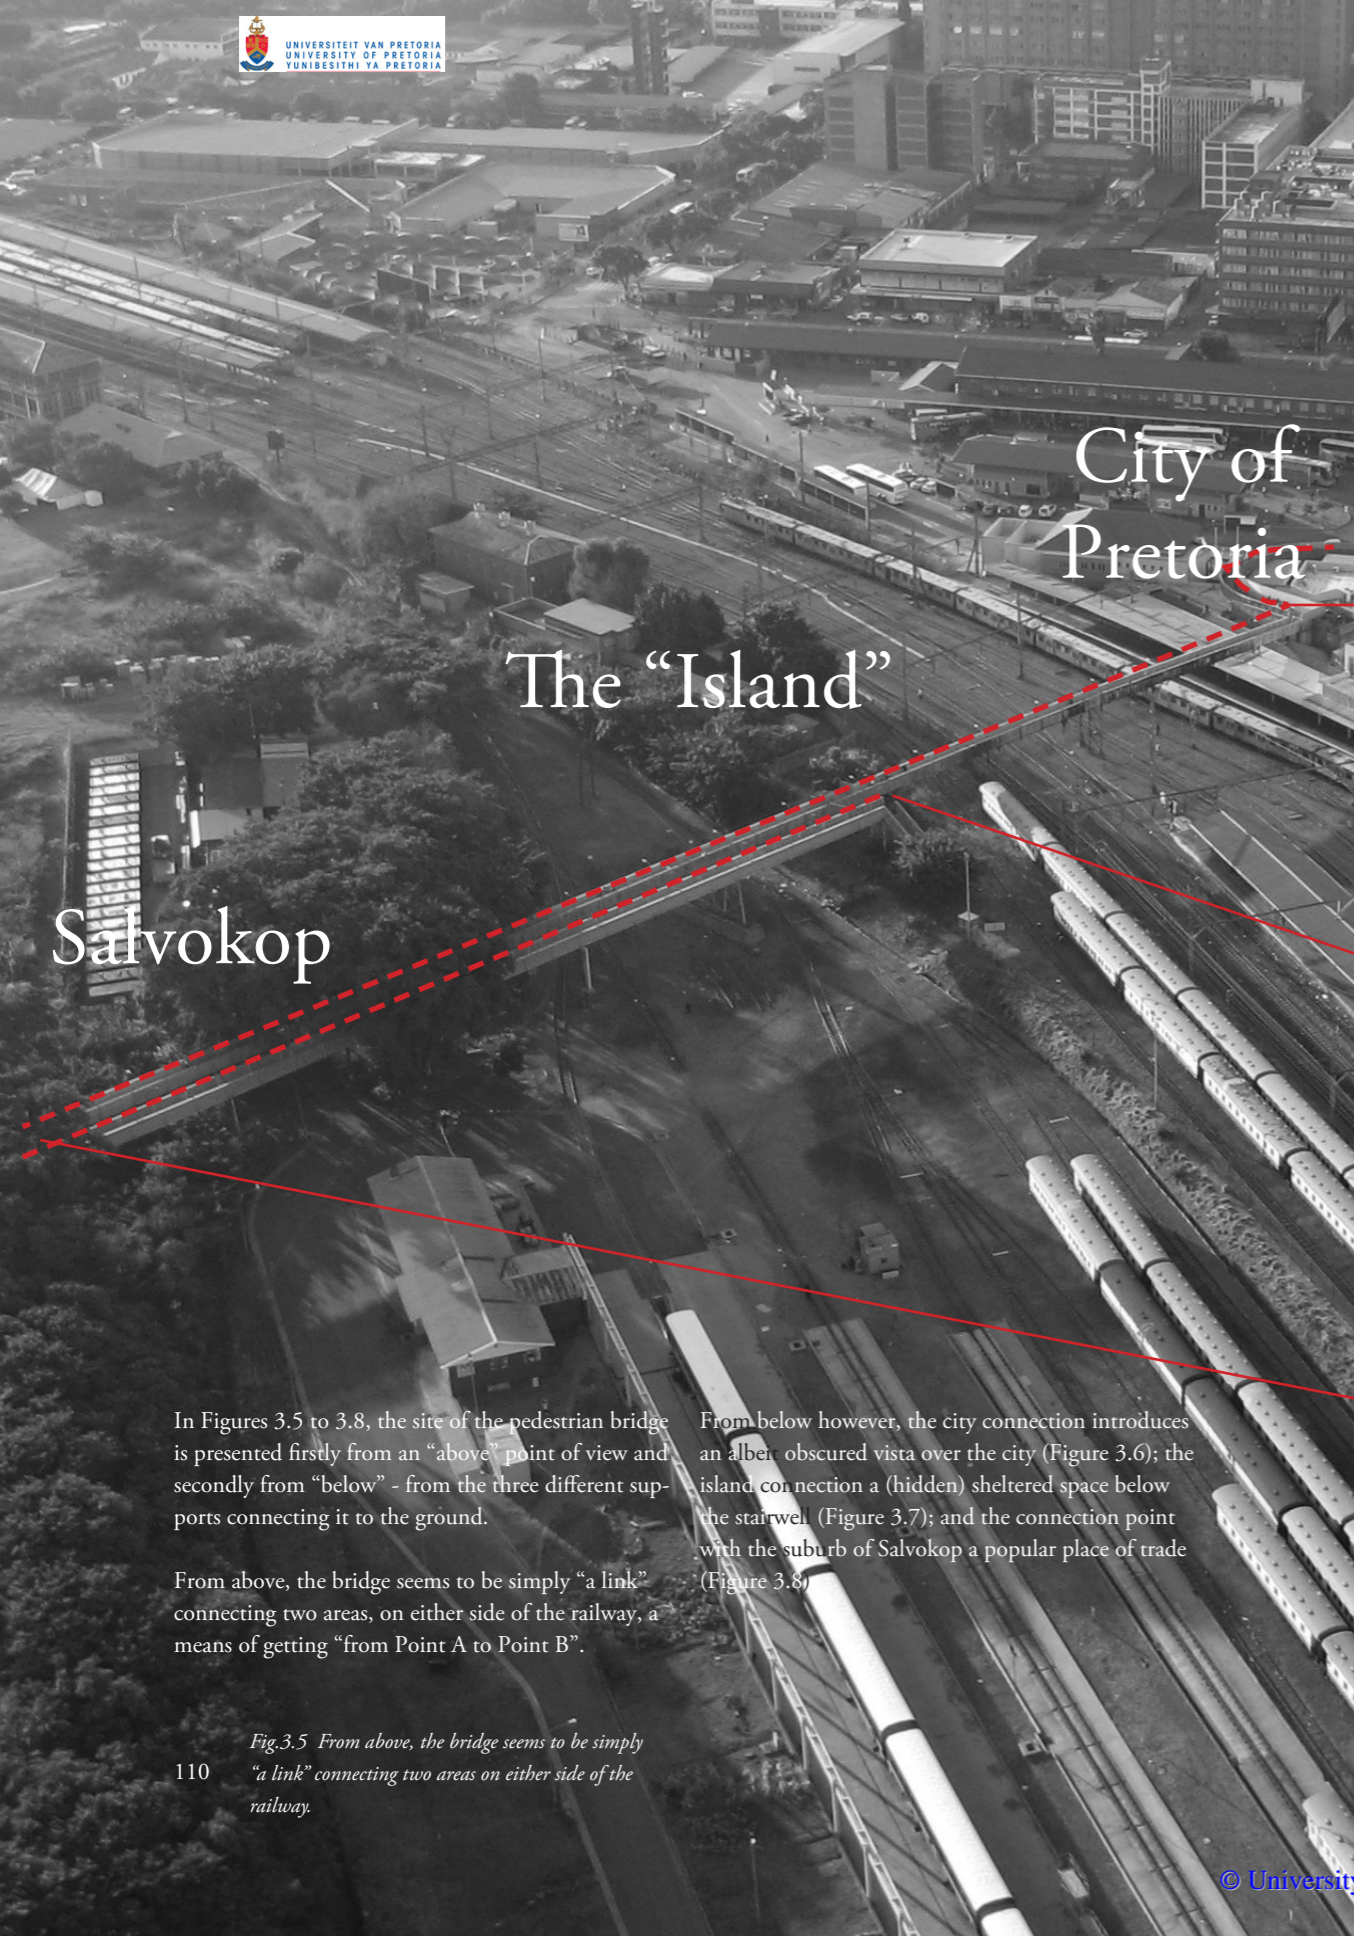 UNIVERSITEIT VAN PRETORIA
UNIVERSITY OF PRETORIA
YUNIBESITHI YA PRETORIA
City of
Pretoria
The “Island”
Salvokop
In Figures 3.5 to 3.8, the site of the pedestrian bridge
is presented firstly from an “above” point of view and
secondly from “below” - from the three different sup-
ports connecting it to the ground.
From above, the bridge seems to be simply “a link”
connecting two areas, on either side of the railway, a
means of getting “from Point A to Point B”.
From below however, the city connection introduces
an albeit obscured vista over the city (Figure 3.6); the
island connection a (hidden) sheltered space below
the stairwell (Figure 3.7); and the connection point
with the suburb of Salvokop a popular place of trade
(Figure 3.8)
Fig.3.5 From above, the bridge seems to be simply
“a link” connecting two areas on either side of the
railway.
110
© University